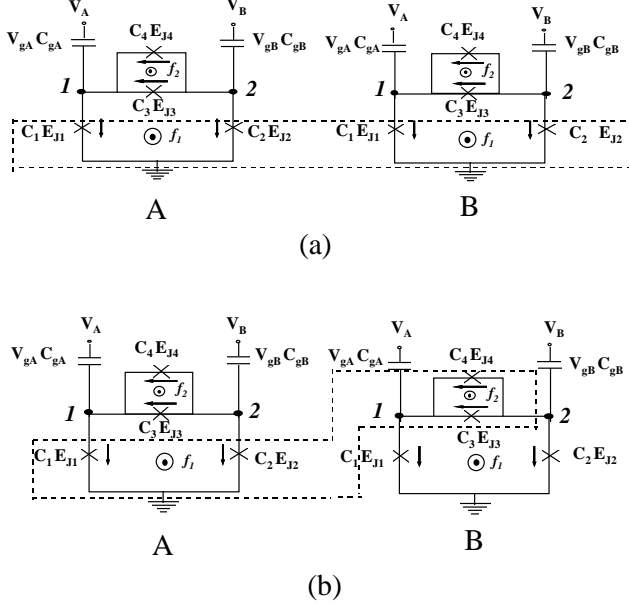 V_A V_B V_A V_B
C_4 E_J4 C_4 E_J4
V_gA C_gA V_gB C_gB V_gA C_gA V_gB C_gB
f_2 f_2
1 2 1 2
C_3 E_J3 C_3 E_J3
C_1 E_J1 f_1 C_2 E_J2 C_1 E_J1 f_1 C_2 E_J2
A B
(a)
V_A V_B V_A V_B
V_gA C_gA C_4 E_J4 V_gB C_gB V_gA C_gA C_4 E_J4 V_gB C_gB
f_2 f_2
1 2 1 2
C_3 E_J3 C_3 E_J3
C_1 E_J1 f_1 C_2 E_J2 C_1 E_J1 f_1 C_2 E_J2
A B
(b)